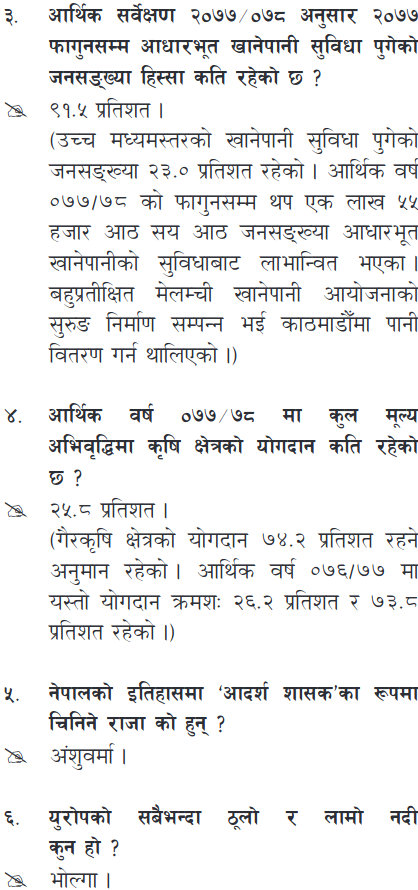 ३. आर्थिक सर्वेक्षण २०७७/०७८ अनुसार २०७७
फागुनसम्म आधारभूत खानेपानी सुविधा पुगेको
जनसङ्ख्या हिस्सा कति रहेको छ ?
९१.५ प्रतिशत ।
(उच्च मध्यमस्तरको खानेपानी सुविधा पुगेको
जनसङ्ख्या २३.० प्रतिशत रहेको । आर्थिक वर्ष
०७७/७८ को फागुनसम्म थप एक लाख ५५
हजार आठ सय आठ जनसङ्ख्या आधारभूत
खानेपानीको सुविधाबाट लाभान्वित भएका ।
बहुप्रतीक्षित मेलम्ची खानेपानी आयोजनाको
सुरुङ निर्माण सम्पन्न भई काठमाडौँमा पानी
वितरण गर्न थालिएको ।)
४. आर्थिक वर्ष ०७७/७८ मा कुल मूल्य
अभिवृद्धिमा कृषि क्षेत्रको योगदान कति रहेको
छ ?
२५.८ प्रतिशत ।
(गैरकृषि क्षेत्रको योगदान ७४.२ प्रतिशत रहने
अनुमान रहेको । आर्थिक वर्ष ०७६/७७ मा
यस्तो योगदान क्रमशः २६.२ प्रतिशत र ७३.८
प्रतिशत रहेको ।)
५. नेपालको इतिहासमा ‘आदर्श शासक’का रूपमा
चिनिने राजा को हुन् ?
अंशुवर्मा ।
६. युरोपको सबैभन्दा ठूलो र लामो नदी
कुन हो ?
भोल्गा ।